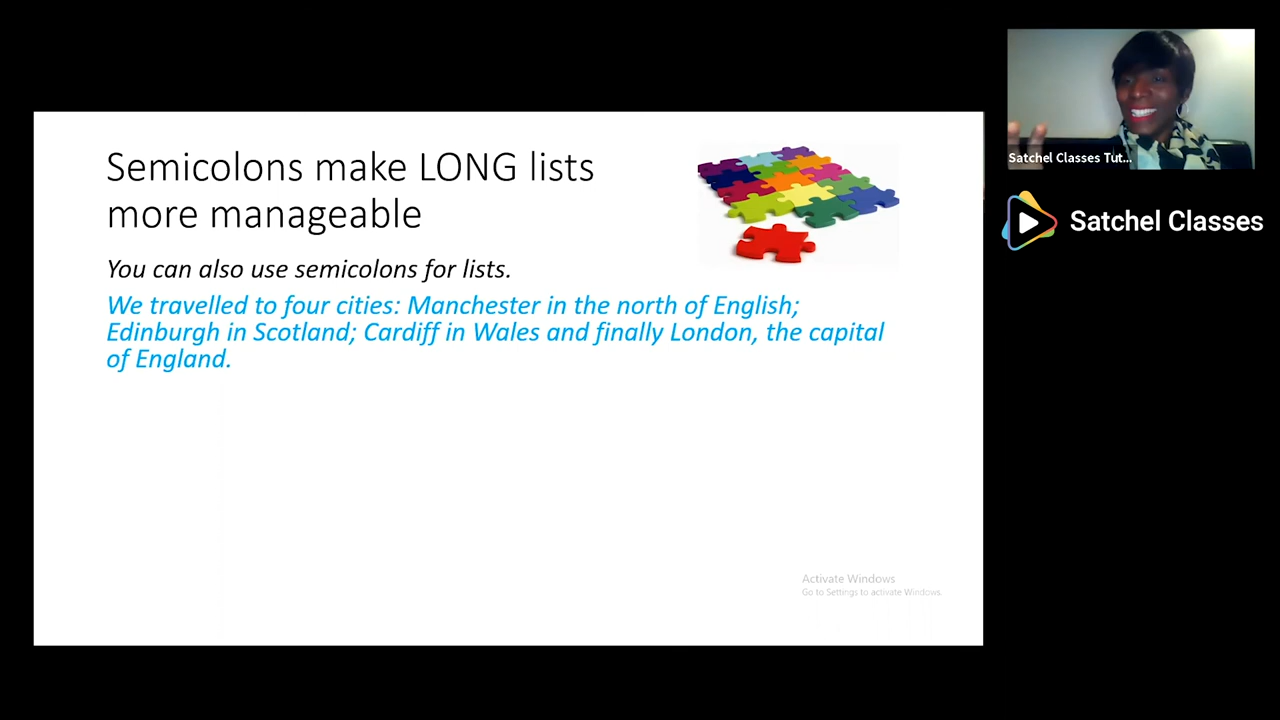 Semicolons make LONG lists
more manageable
You can also use semicolons for lists.
We travelled to four cities: Manchester in the north of English;
Edinburgh in Scotland; Cardiff in Wales and finally London, the capital
of England.
Activate Windows
Go to Settings to activate Windows.
Satchel Classes Tut...
Satchel Classes